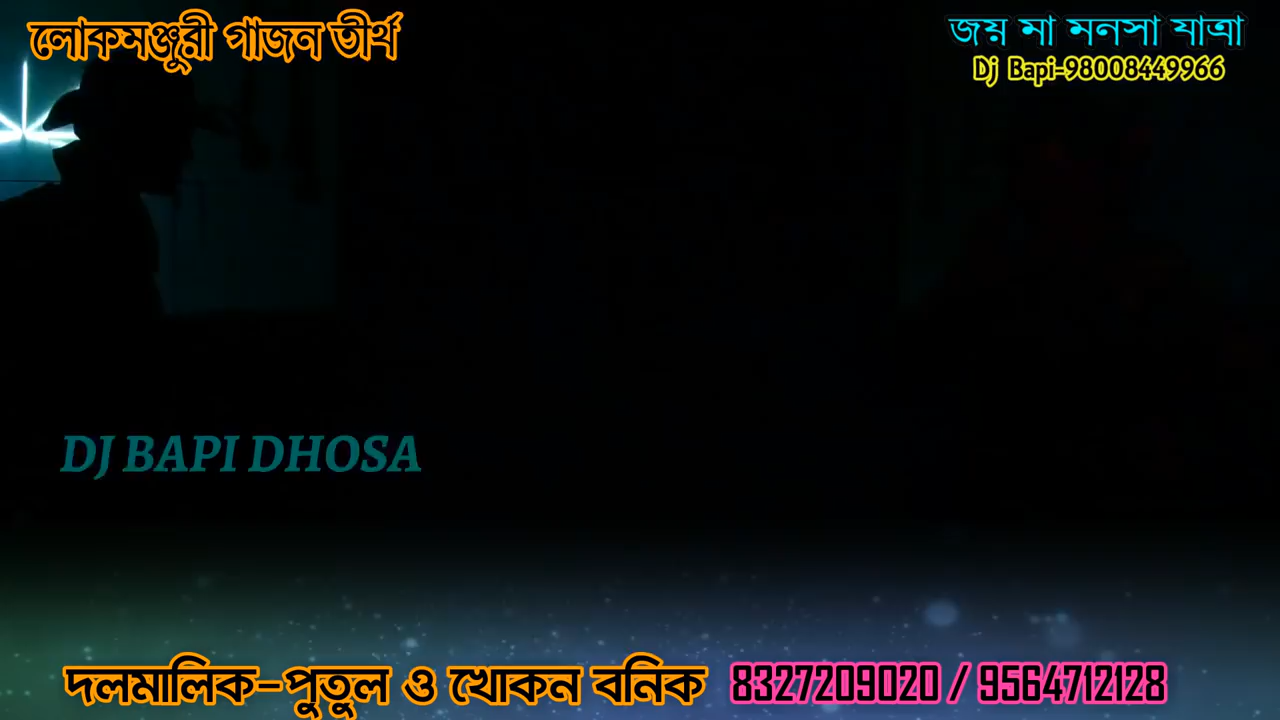 লোকমঞ্জুরী গাজন তীর্থ
জয় মা মনসা যাত্রা
Dj Bapi-98008449966
DJ BAPI DHOSA
দলমালিক-পুতুল ও খোকন বনিক 8327209020 / 9564712128